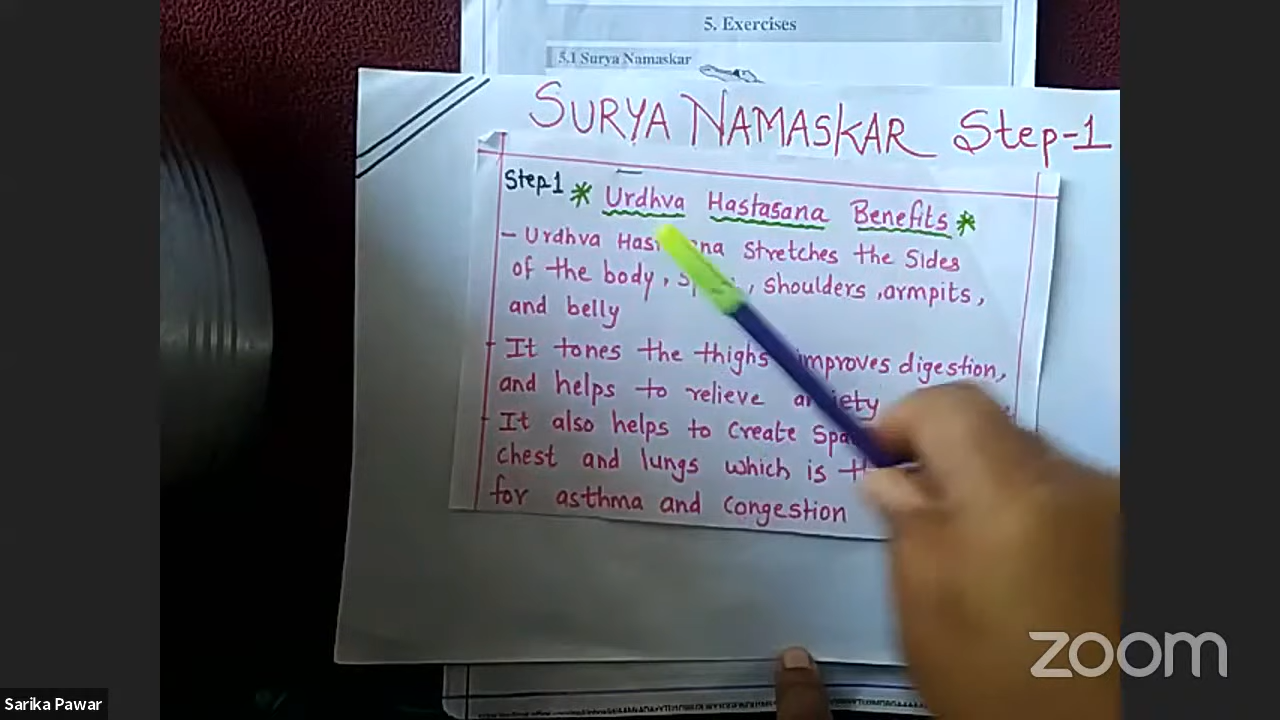 5. Exercises
5.1 Surya Namaskar
SURYA NAMASKAR Step-1
Step1 * Urdhva Hastasana Benefits *
- Urdhva Has na Stretches the Sides
of the body, , Shoulders, armpits,
and belly
- It tones the thighs improves digestion,
and helps to relieve
- It also helps to Create
chest and lungs which is
for asthma and Congestion
Sarika Pawar
zoom